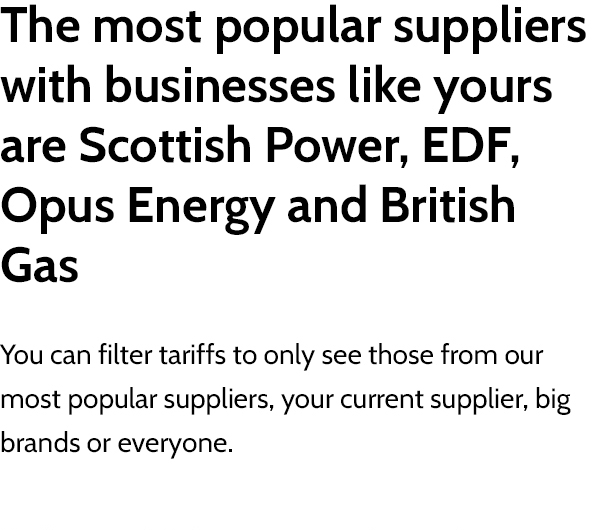 The most popular suppliers
with businesses like yours
are Scottish Power, EDF,
Opus Energy and British
Gas
You can filter tariffs to only see those from our
most popular suppliers, your current supplier, big
brands or everyone.